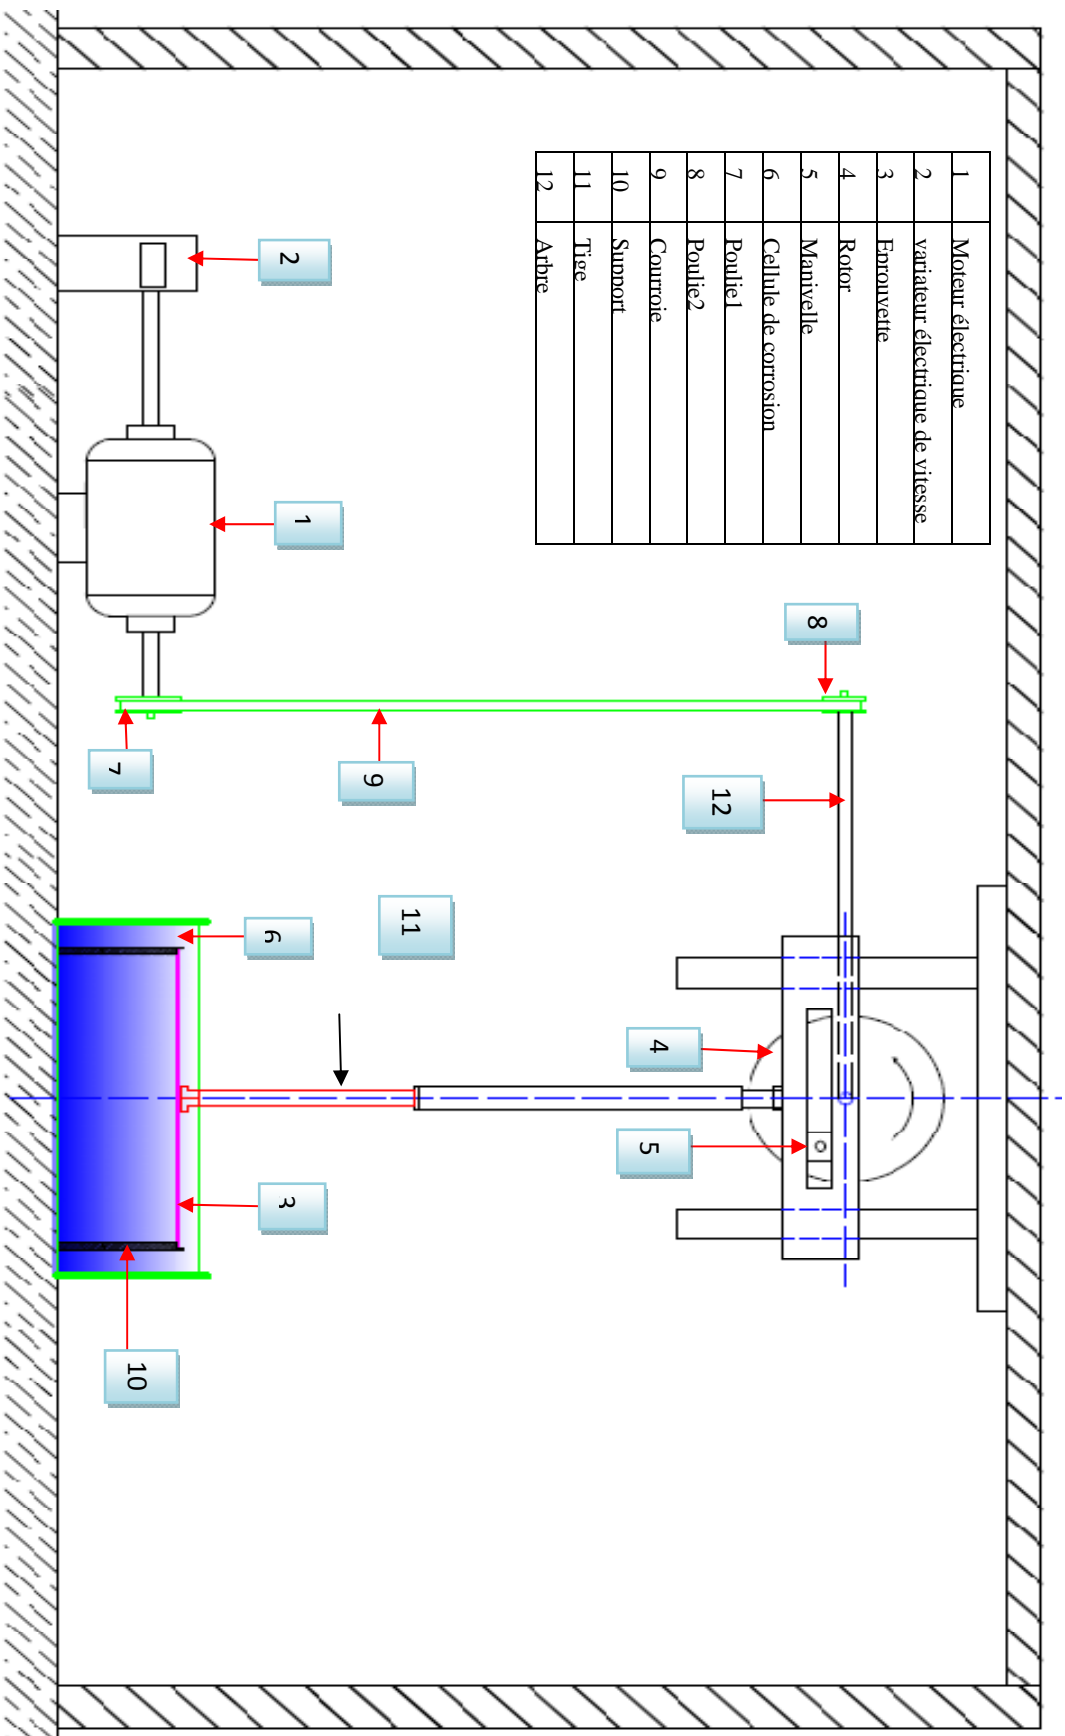 1 Moteur électrique
2 variateur électrique de vitesse
3 Eprouvette
4 Rotor
5 Manivelle
6 Cellule de corrosion
7 Poulie1
8 Poulie2
9 Courroie
10 Support
11 Tige
12 Arbre
8
12
4
5
9
11
2
1
6
3
7
10